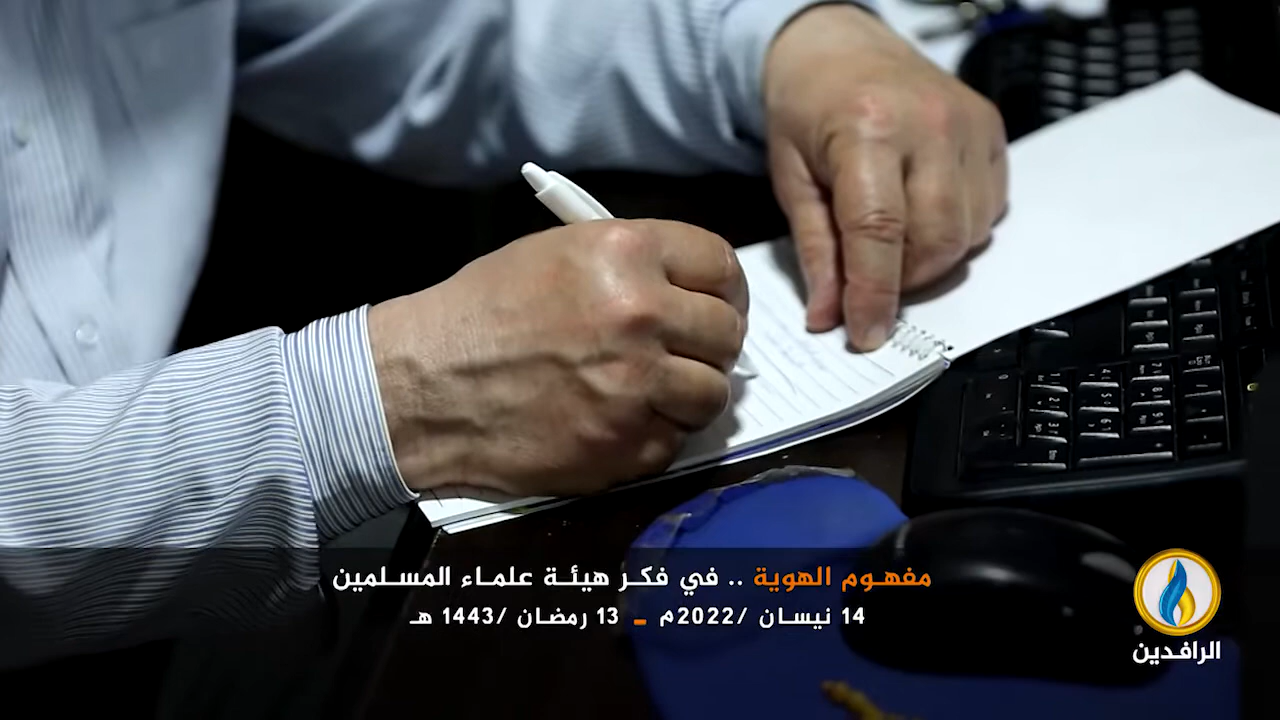 مفهوم الهوية .. في فكر هيئة علماء المسلمين
14 نيسان /2022م - 13 رمضان /1443 هـ
الرافدين